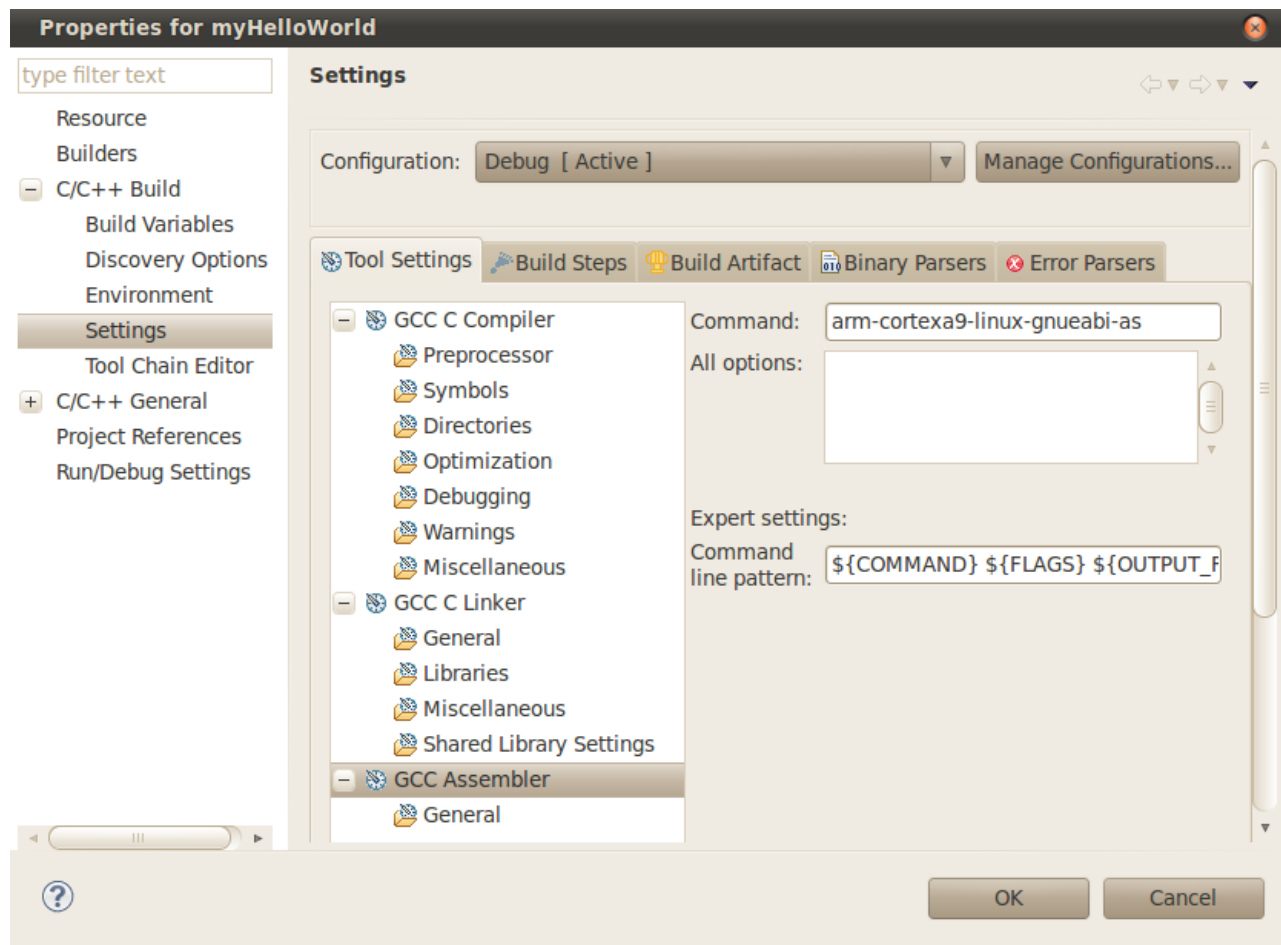 Properties for myHelloWorld
type filter text
Resource
Builders
C/C++ Build
Build Variables
Discovery Options
Environment
Settings
Tool Chain Editor
C/C++ General
Project References
Run/Debug Settings
Settings
Configuration: Debug [ Active ] Manage Configurations...
Tool Settings Build Steps Build Artifact Binary Parsers Error Parsers
GCC C Compiler
Preprocessor
Symbols
Directories
Optimization
Debugging
Warnings
Miscellaneous
GCC C Linker
General
Libraries
Miscellaneous
Shared Library Settings
GCC Assembler
General
Command: arm-cortexa9-linux-gnueabi-as
All options:
Expert settings:
Command
line pattern: ${COMMAND} ${FLAGS} ${OUTPUT_F
OK Cancel